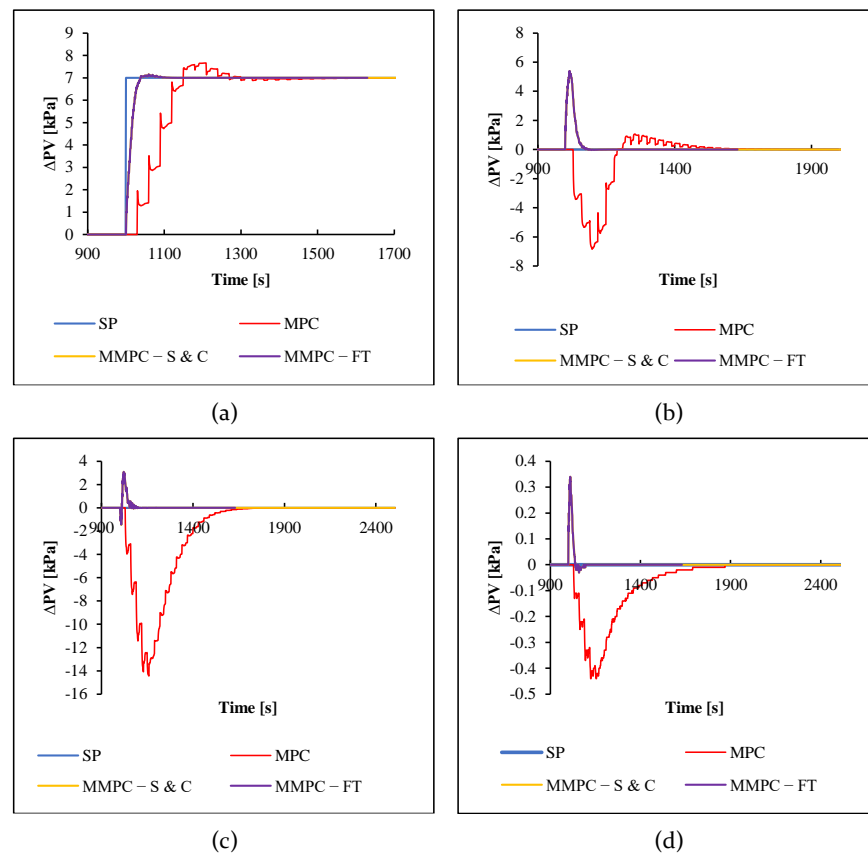 9
8
7
6
5
4
3
2
1
0
ΔPV [kPa]
900 1100 1300 1500 1700
Time [s]
SP MPC
MMPC – S & C MMPC – FT
(a)
8
6
4
2
0
-2
-4
-6
-8
ΔPV [kPa]
900 1400 1900
Time [s]
SP MPC
MMPC – S & C MMPC – FT
(b)
4
2
0
-2
-4
-6
-8
-10
-12
-14
-16
ΔPV [kPa]
900 1400 1900 2400
Time [s]
SP MPC
MMPC – S & C MMPC – FT
(c)
0.4
0.3
0.2
0.1
0
-0.1
-0.2
-0.3
-0.4
-0.5
ΔPV [kPa]
900 1400 1900 2400
Time [s]
SP MPC
MMPC – S & C MMPC – FT
(d)